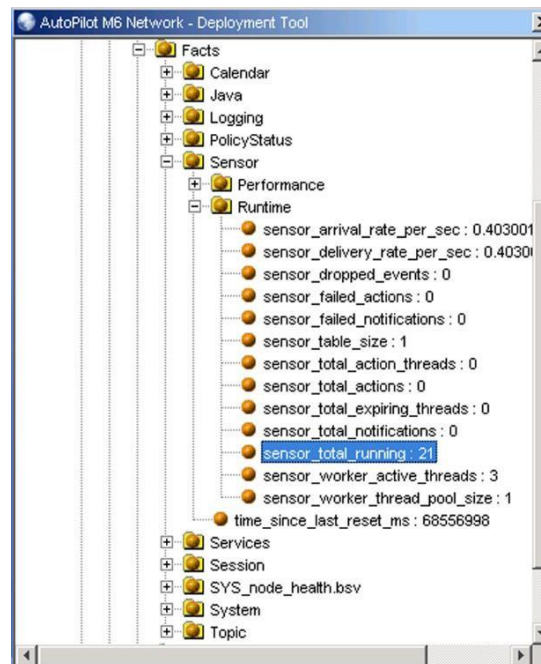 AutoPilot M6 Network - Deployment Tool
Facts
Calendar
Java
Logging
PolicyStatus
Sensor
Performance
Runtime
sensor_arrival_rate_per_sec : 0.403001
sensor_delivery_rate_per_sec : 0.4030
sensor_dropped_events : 0
sensor_failed_actions : 0
sensor_failed_notifications : 0
sensor_table_size : 1
sensor_total_action_threads : 0
sensor_total_actions : 0
sensor_total_expiring_threads : 0
sensor_total_notifications : 0
sensor_total_running : 21
sensor_worker_active_threads : 3
sensor_worker_thread_pool_size : 1
time_since_last_reset_ms : 68556998
Services
Session
SYS_node_health.bsv
System
Topic